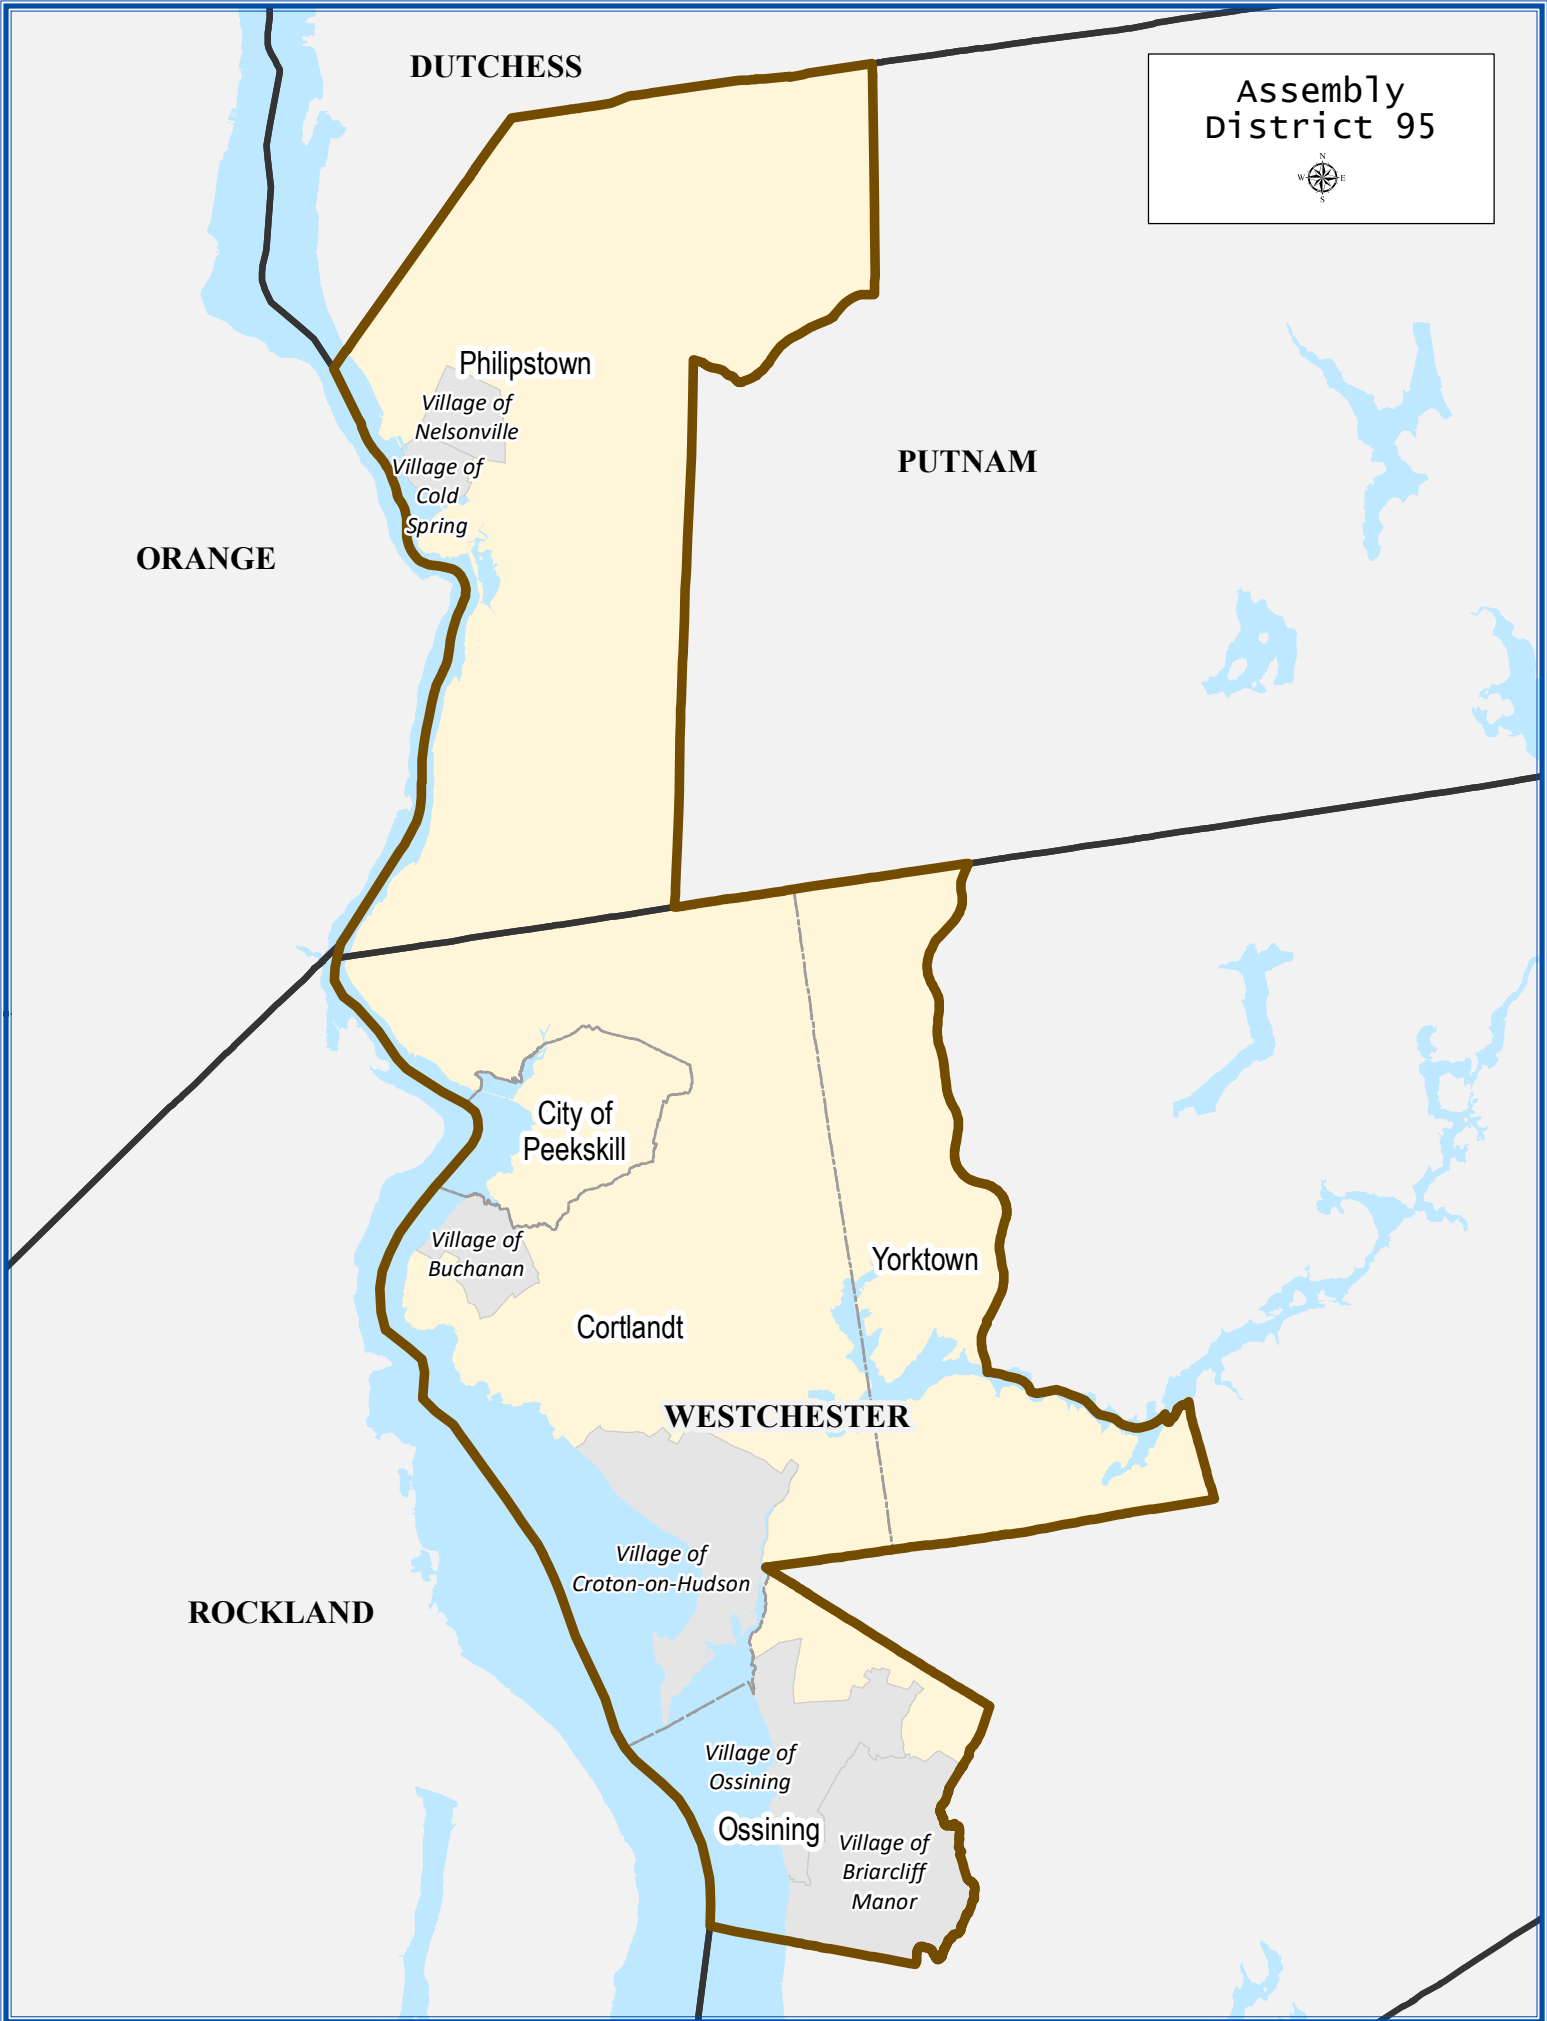 DUTCHESS
Assembly
District 95
N
W
E
S
Philipstown
Village of
Nelsonville
Village of
Cold
Spring
PUTNAM
ORANGE
City of
Peekskill
Village of
Buchanan
Yorktown
Cortlandt
WESTCHESTER
Village of
Croton-on-Hudson
ROCKLAND
Village of
Ossining
Ossining
Village of
Briarcliff
Manor